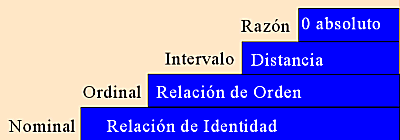 Razón 0 absoluto
Intervalo Distancia
Ordinal Relación de Orden
Nominal Relación de Identidad